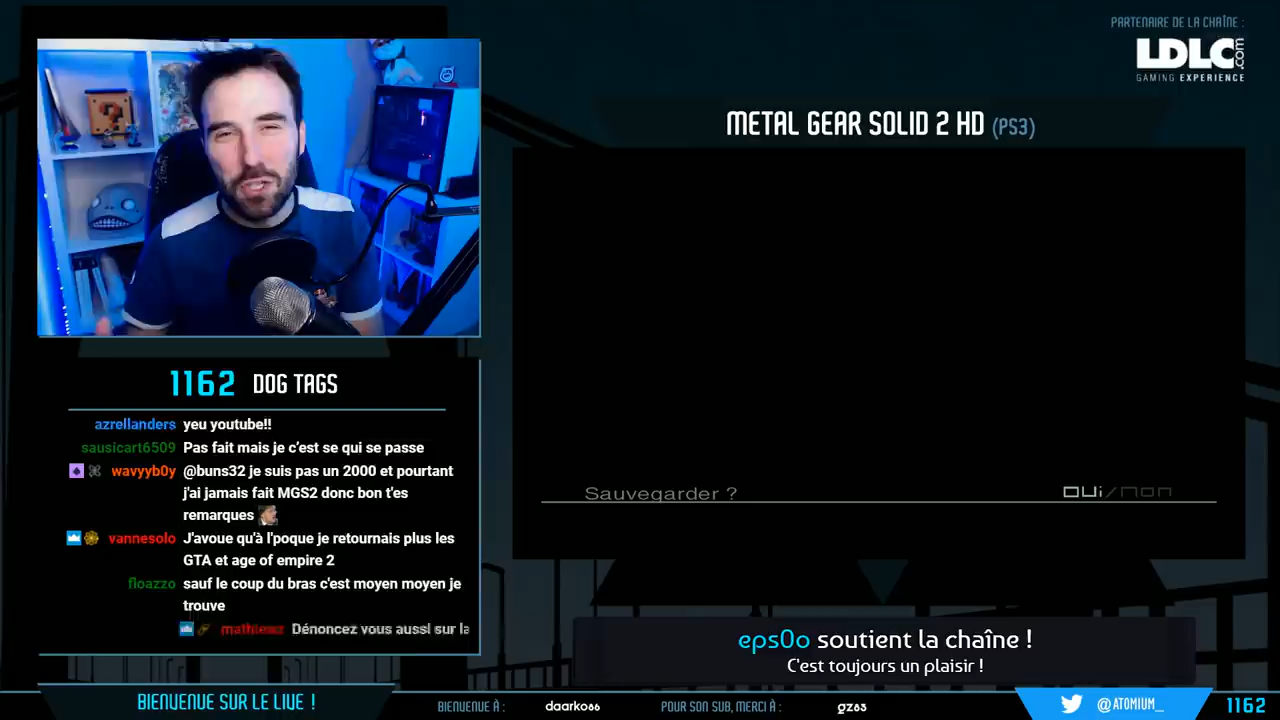 PARTENAIRE DE LA CHAÎNE :
LDLC.com
GAMING EXPERIENCE
METAL GEAR SOLID 2 HD (PS3)
1162 DOG TAGS
azrellanders yeu youtube!!
sausicart6509 Pas fait mais je c'est se qui se passe
wavyyb0y @buns32 je suis pas un 2000 et pourtant
j'ai jamais fait MGS2 donc bon t'es
remarques
vannesolo J'avoue qu'à l'poque je retournais plus les
GTA et age of empire 2
floazzo sauf le coup du bras c'est moyen moyen je
trouve
Dénoncez vous aussi sur la
Sauvegarder ? oui/non
eps0o soutient la chaîne !
C'est toujours un plaisir !
BIENVENUE SUR LE LIVE !
BIENVENUE À : daarko66 POUR SON SUB, MERCI À : gz83
@ATOMIUM_
1162